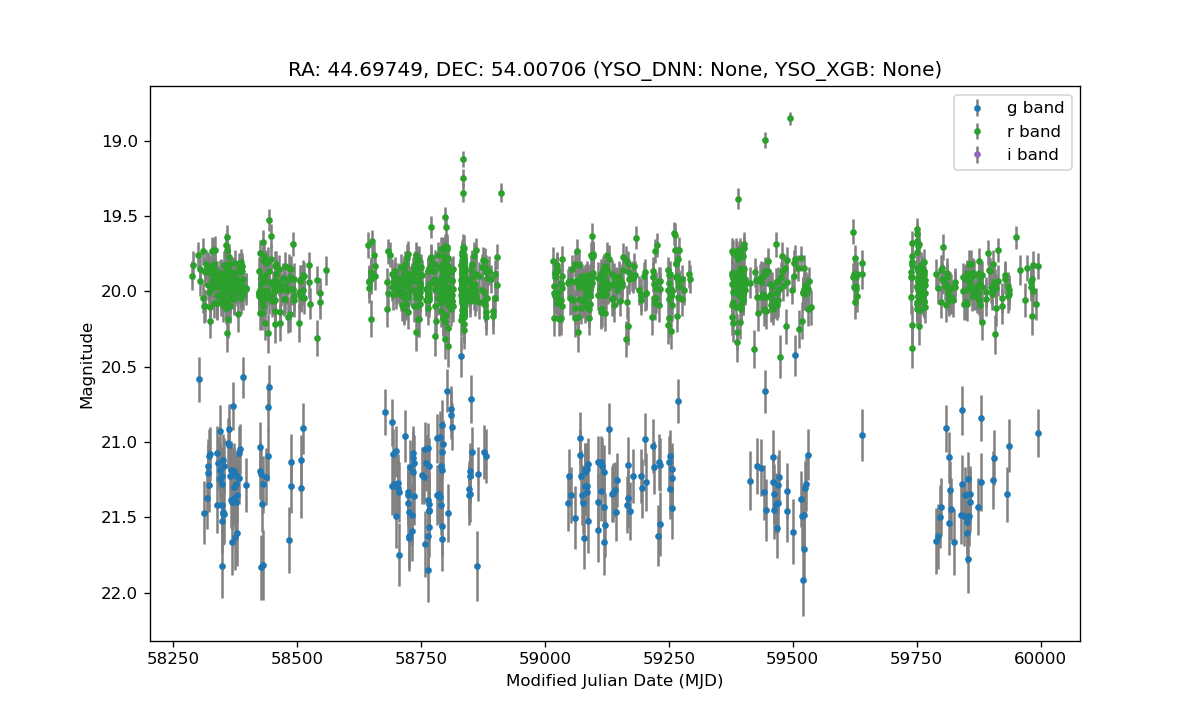 RA: 44.69749, DEC: 54.00706 (YSO_DNN: None, YSO_XGB: None)
g band
r band
i band
19.0
19.5
20.0
20.5
21.0
21.5
22.0
Magnitude
58250 58500 58750 59000 59250 59500 59750 60000
Modified Julian Date (MJD)